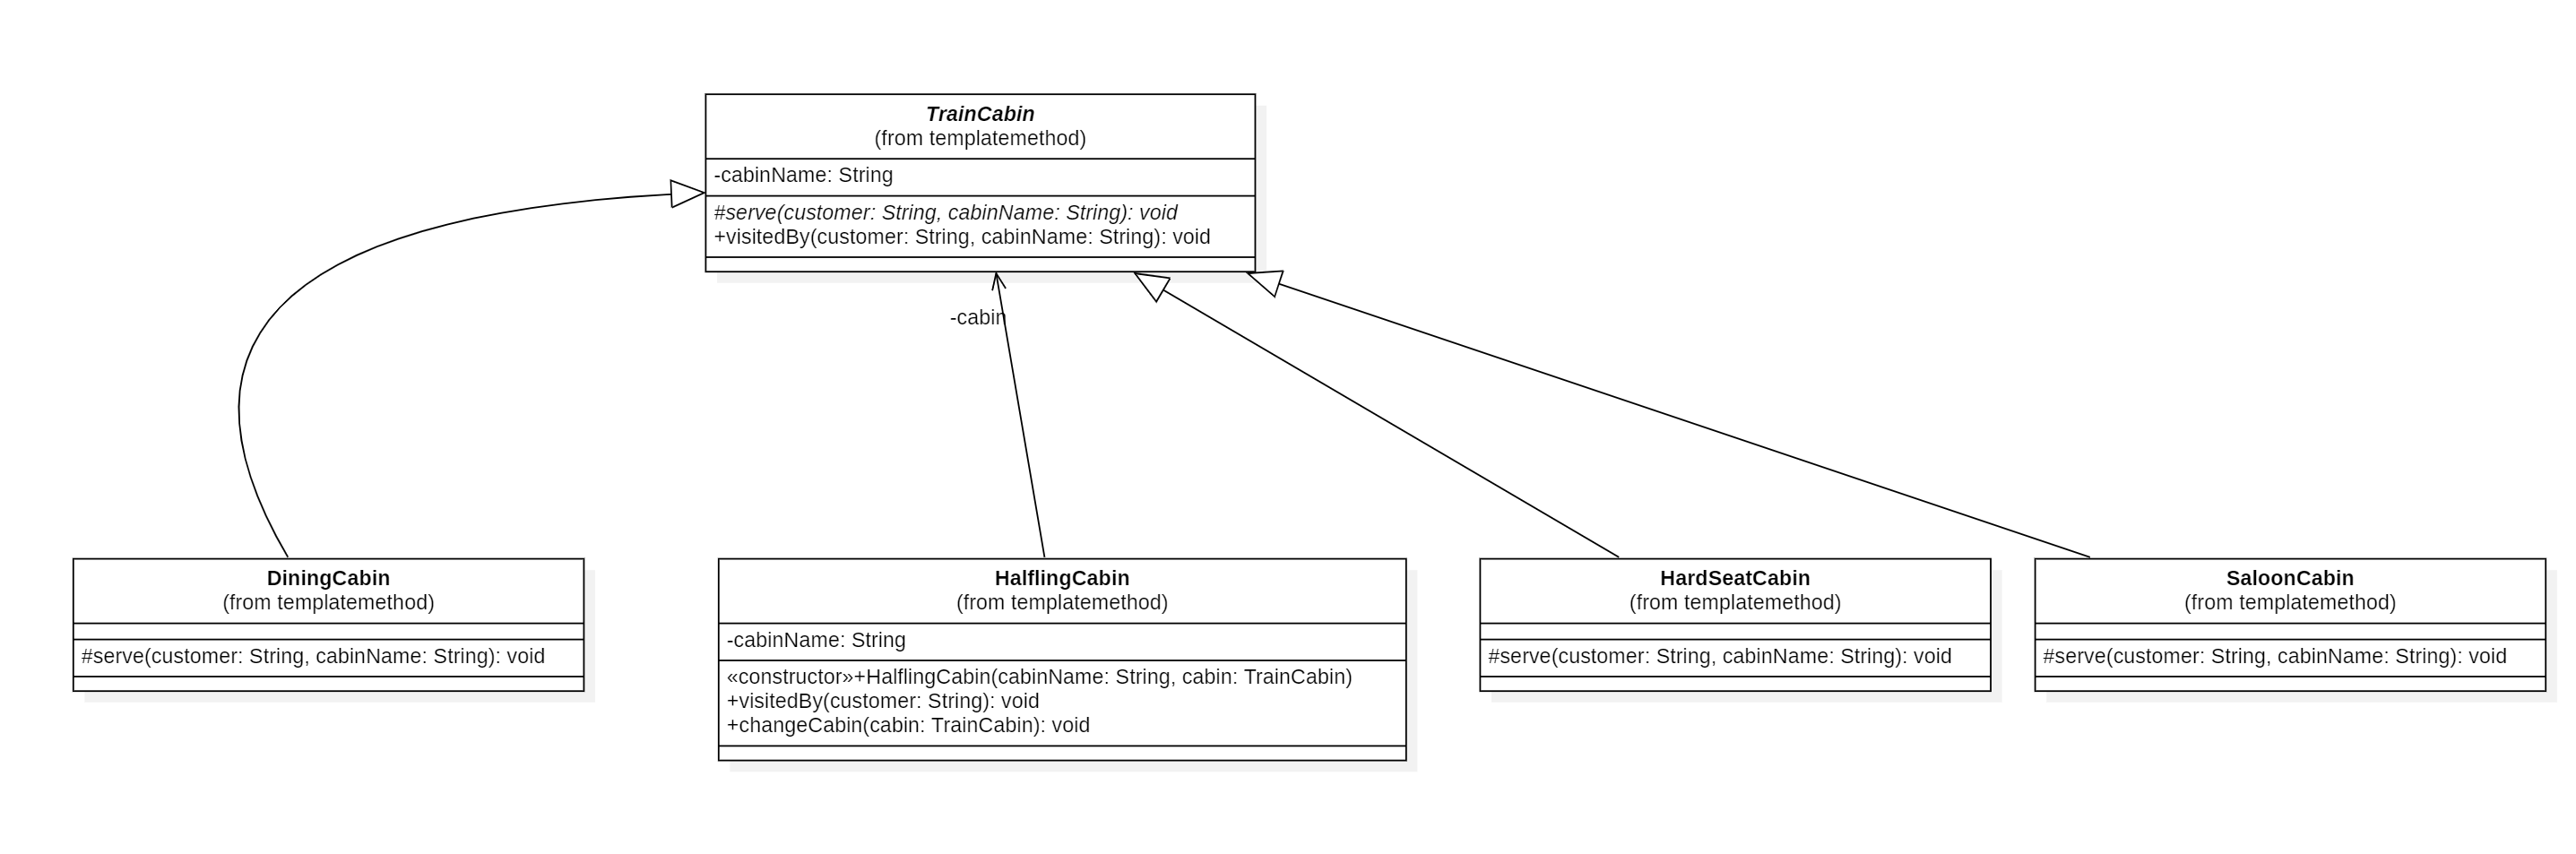 TrainCabin
(from templatemethod)
-cabinName: String
#serve(customer: String, cabinName: String): void
+visitedBy(customer: String, cabinName: String): void
-cabin
DiningCabin
(from templatemethod)
#serve(customer: String, cabinName: String): void
HalflingCabin
(from templatemethod)
-cabinName: String
«constructor»+HalflingCabin(cabinName: String, cabin: TrainCabin)
+visitedBy(customer: String): void
+changeCabin(cabin: TrainCabin): void
HardSeatCabin
(from templatemethod)
#serve(customer: String, cabinName: String): void
SaloonCabin
(from templatemethod)
#serve(customer: String, cabinName: String): void